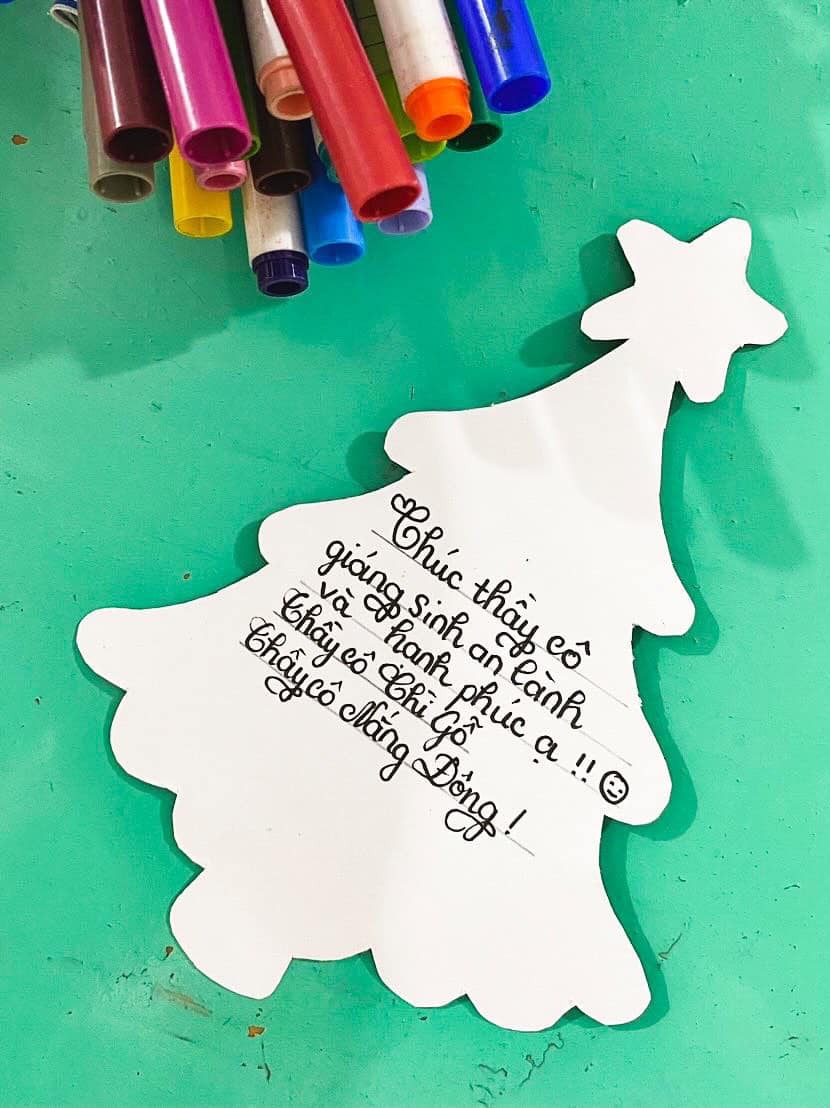 Chúc thầy cô
giáng sinh an lành
và hạnh phúc ạ !!
Thầy cô Chì Gỗ
Thầy cô Nắng Đông !